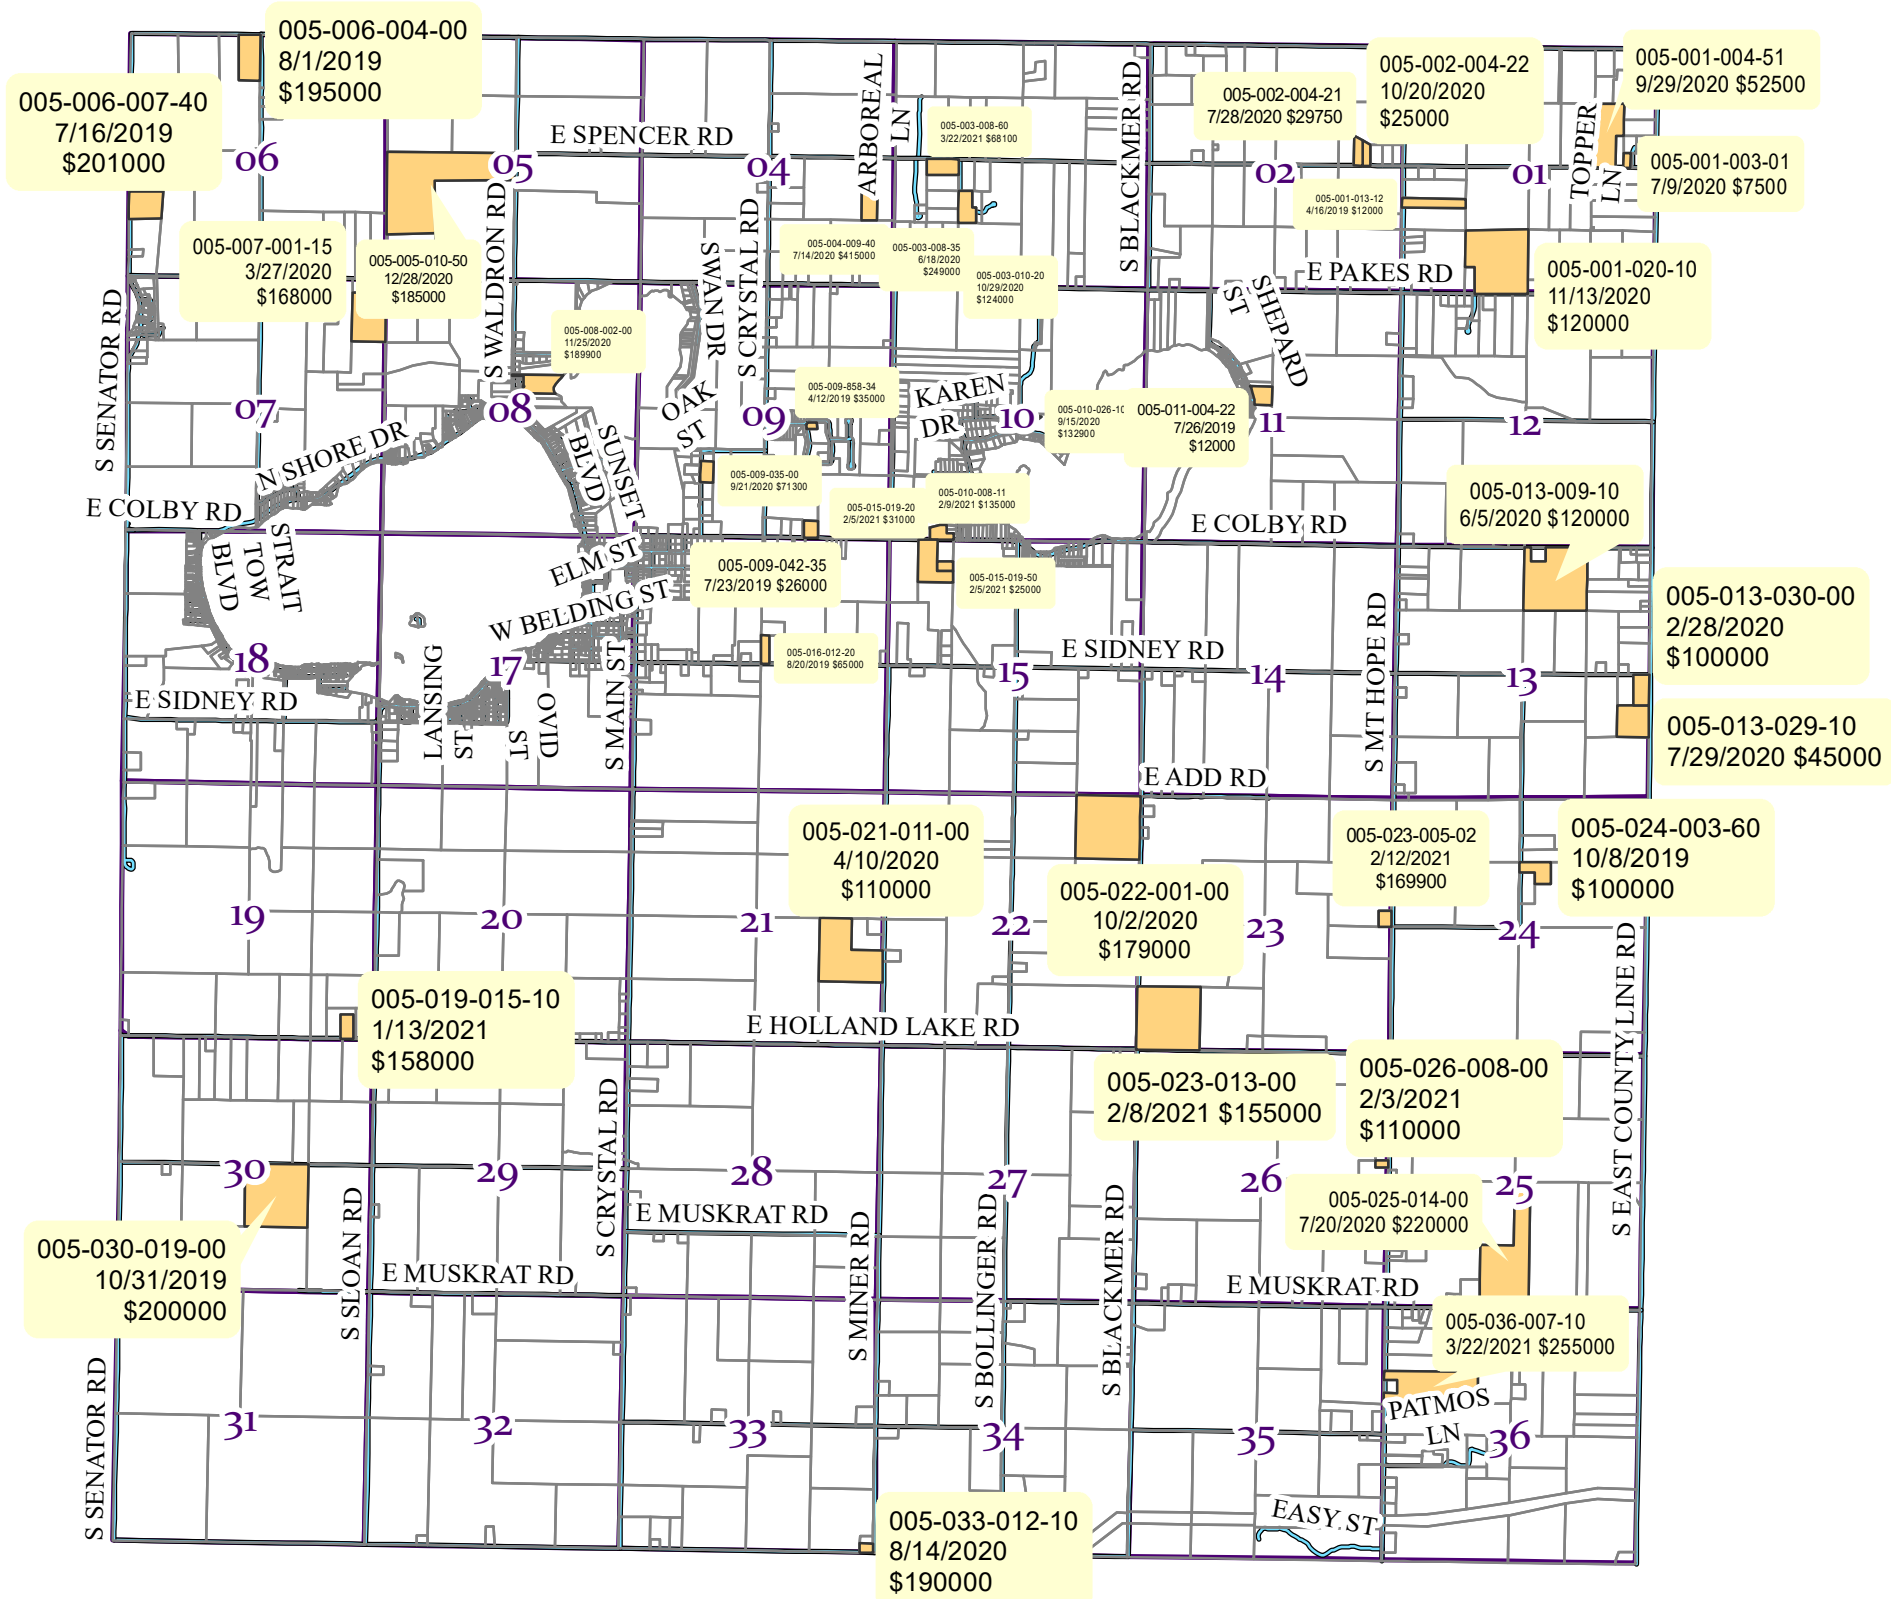 005-006-004-00
8/1/2019
$195000
005-006-007-40
7/16/2019
$201000
06
05
E SPENCER RD
04
ARBOREAL
LN
005-003-008-60
3/22/2021 $68100
S BLACKMER RD
005-002-004-21
7/28/2020 $29750
005-002-004-22
10/20/2020
$25000
02
01
TOPPER
LN
005-001-004-51
9/29/2020 $52500
005-001-003-01
7/9/2020 $7500
005-001-013-12
4/16/2019 $12000
005-007-001-15
3/27/2020
$168000
005-005-010-50
12/28/2020
$185000
S WALDRON RD
SWAN DR
S CRYSTAL RD
005-004-009-40
7/14/2020 $415000
005-003-008-35
6/18/2020
$249000
005-003-010-20
10/29/2020
$124000
E PAKES RD
005-001-020-10
11/13/2020
$120000
S SENATOR RD
005-008-002-00
11/25/2020
$189900
SHEPARD
ST
07
08
OAK
ST
09
005-009-858-34
4/12/2019 $35000
KAREN
DR
10
005-010-026-10
9/15/2020
$132900
005-011-004-22
7/26/2019
$12000
11
12
N SHORE DR
SUNSET
BLVD
005-009-035-00
9/21/2020 $71300
005-015-019-20
2/5/2021 $31000
005-010-008-11
2/9/2021 $135000
005-013-009-10
6/5/2020 $120000
E COLBY RD
E COLBY RD
STRAIT
TOW
BLVD
ELM ST
W BELDING ST
005-009-042-35
7/23/2019 $26000
005-015-019-50
2/5/2021 $25000
S MT HOPE RD
005-013-030-00
2/28/2020
$100000
18
17
005-016-012-20
8/20/2019 $65000
15
E SIDNEY RD
14
13
E SIDNEY RD
LANSING
ST
OVID
ST
S MAIN ST
005-013-029-10
7/29/2020 $45000
E ADD RD
005-021-011-00
4/10/2020
$110000
005-022-001-00
10/2/2020
$179000
005-023-005-02
2/12/2021
$169900
005-024-003-60
10/8/2019
$100000
19
20
21
22
23
24
S EAST COUNTY LINE RD
005-019-015-10
1/13/2021
$158000
E HOLLAND LAKE RD
005-023-013-00
2/8/2021 $155000
005-026-008-00
2/3/2021
$110000
S CRYSTAL RD
30
29
28
27
26
25
005-025-014-00
7/20/2020 $220000
E MUSKRAT RD
005-030-019-00
10/31/2019
$200000
S SLOAN RD
E MUSKRAT RD
S MINER RD
S BOLLINGER RD
S BLACKMER RD
E MUSKRAT RD
005-036-007-10
3/22/2021 $255000
S SENATOR RD
31
32
33
34
35
PATMOS
LN
36
005-033-012-10
8/14/2020
$190000
EASY ST